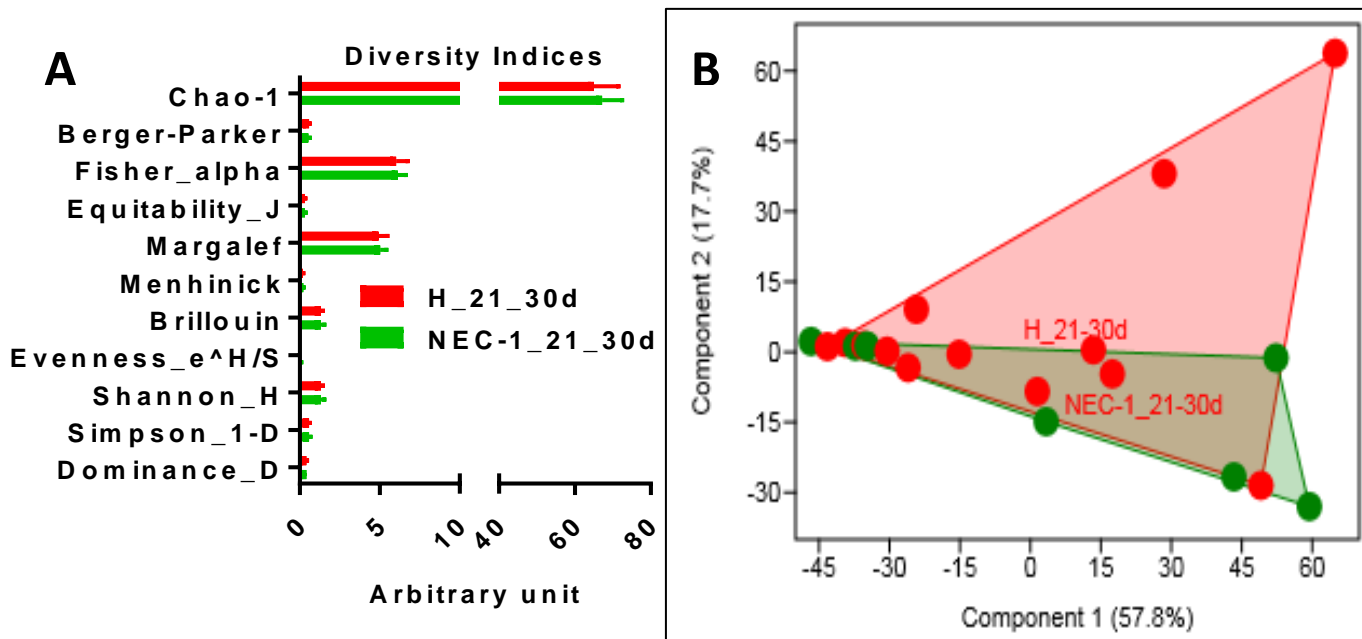 A
Diversity Indices
Chao-1
Berger-Parker
Fisher_alpha
Equitability_J
Margalef
Menhinick
Brillouin
Evenness_e^H/S
Shannon_H
Simpson_1-D
Dominance_D
H_21_30d
NEC-1_21_30d
0 5 10 40 60 80
Arbitrary unit
B
60
45
30
15
0
-15
-30
Component 2 (17.7%)
H_21-30d
NEC-1_21-30d
-45 -30 -15 0 15 30 45 60
Component 1 (57.8%)